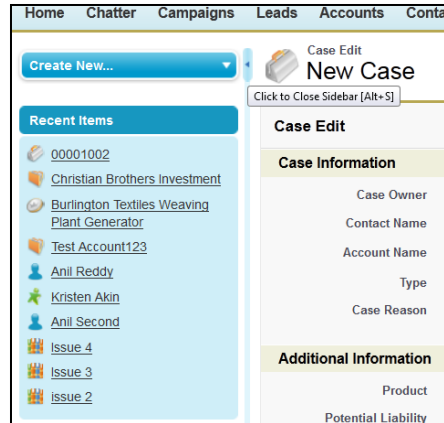 Home Chatter Campaigns Leads Accounts
Create New...
Case Edit
New Case
Click to Close Sidebar [Alt+S]
Recent Items
00001002
Christian Brothers Investment
Burlington Textiles Weaving
Plant Generator
Test Account123
Anil Reddy
Kristen Akin
Anil Second
Issue 4
Issue 3
issue 2
Case Edit
Case Information
Case Owner
Contact Name
Account Name
Type
Case Reason
Additional Information
Product
Potential Liability